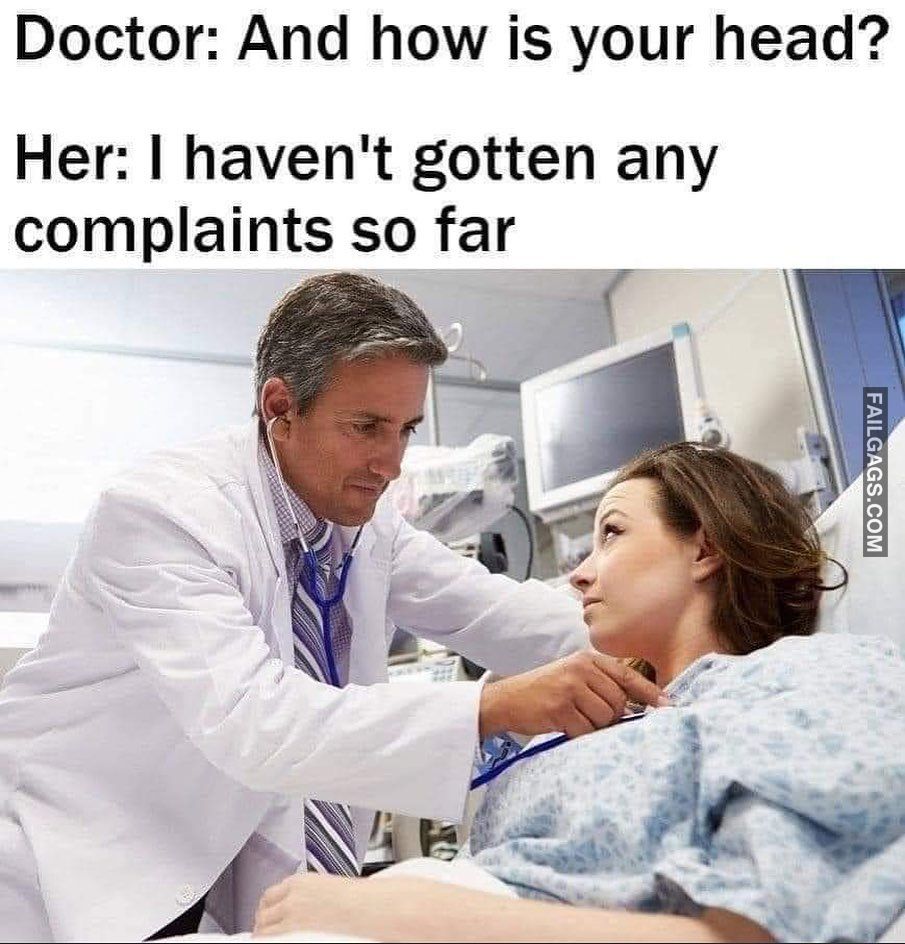 Doctor: And how is your head?
Her: I haven't gotten any
complaints so far
FAILGAGS.COM